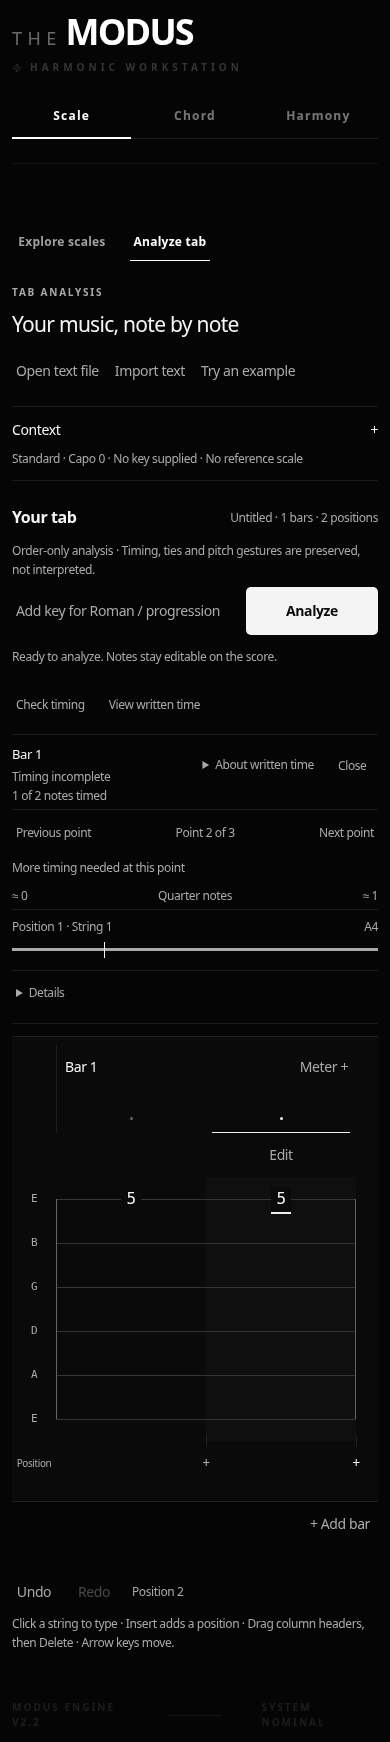 THE MODUS
HARMONIC WORKSTATION
Scale Chord Harmony
Explore scales Analyze tab
TAB ANALYSIS
Your music, note by note
Open text file Import text Try an example
Context +
Standard · Capo 0 · No key supplied · No reference scale
Your tab Untitled · 1 bars · 2 positions
Order-only analysis · Timing, ties and pitch gestures are preserved,
not interpreted.
Add key for Roman / progression Analyze
Ready to analyze. Notes stay editable on the score.
Check timing View written time
Bar 1
▶ About written time Close
Timing incomplete
1 of 2 notes timed
Previous point Point 2 of 3 Next point
More timing needed at this point
≈ 0 Quarter notes ≈ 1
Position 1 · String 1 A4
▶ Details
Bar 1 Meter +
Edit
E 5 5
B
G
D
A
E
Position + +
+ Add bar
Undo Redo Position 2
Click a string to type · Insert adds a position · Drag column headers,
then Delete · Arrow keys move.
MODUS ENGINE
V2.2
SYSTEM
NOMINAL